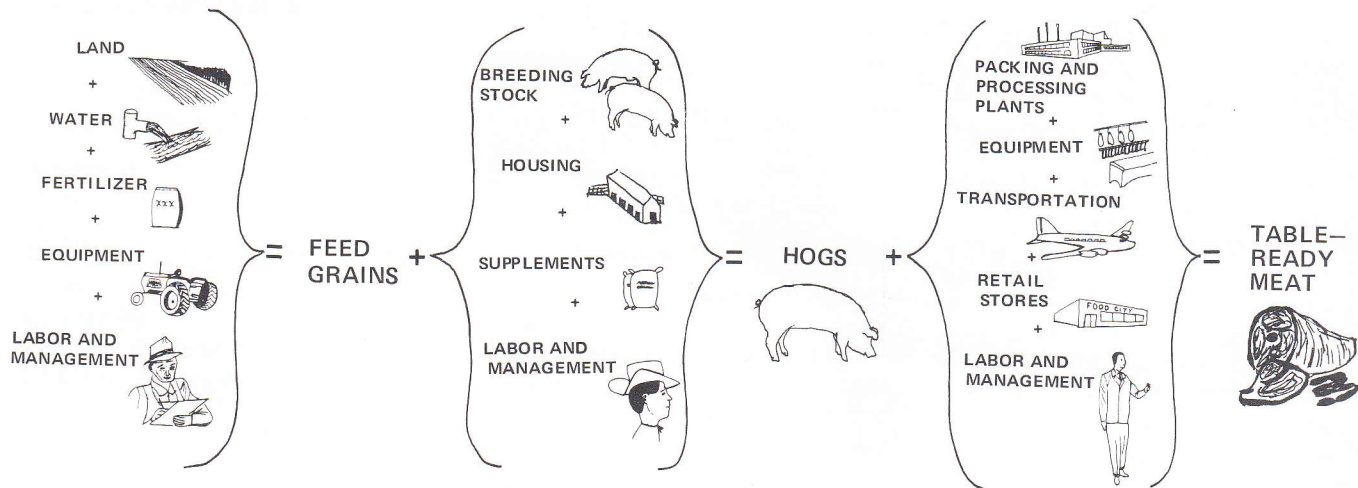 LAND
+
WATER
+
FERTILIZER
+
XXX
EQUIPMENT
+
LABOR AND
MANAGEMENT
=
FEED
GRAINS
+
BREEDING
STOCK
+
HOUSING
+
SUPPLEMENTS
+
LABOR AND
MANAGEMENT
=
HOGS
+
PACKING AND
PROCESSING
PLANTS
+
EQUIPMENT
+
TRANSPORTATION
+
RETAIL
STORES
+
FOOD CITY
LABOR AND
MANAGEMENT
=
TABLE—
READY
MEAT